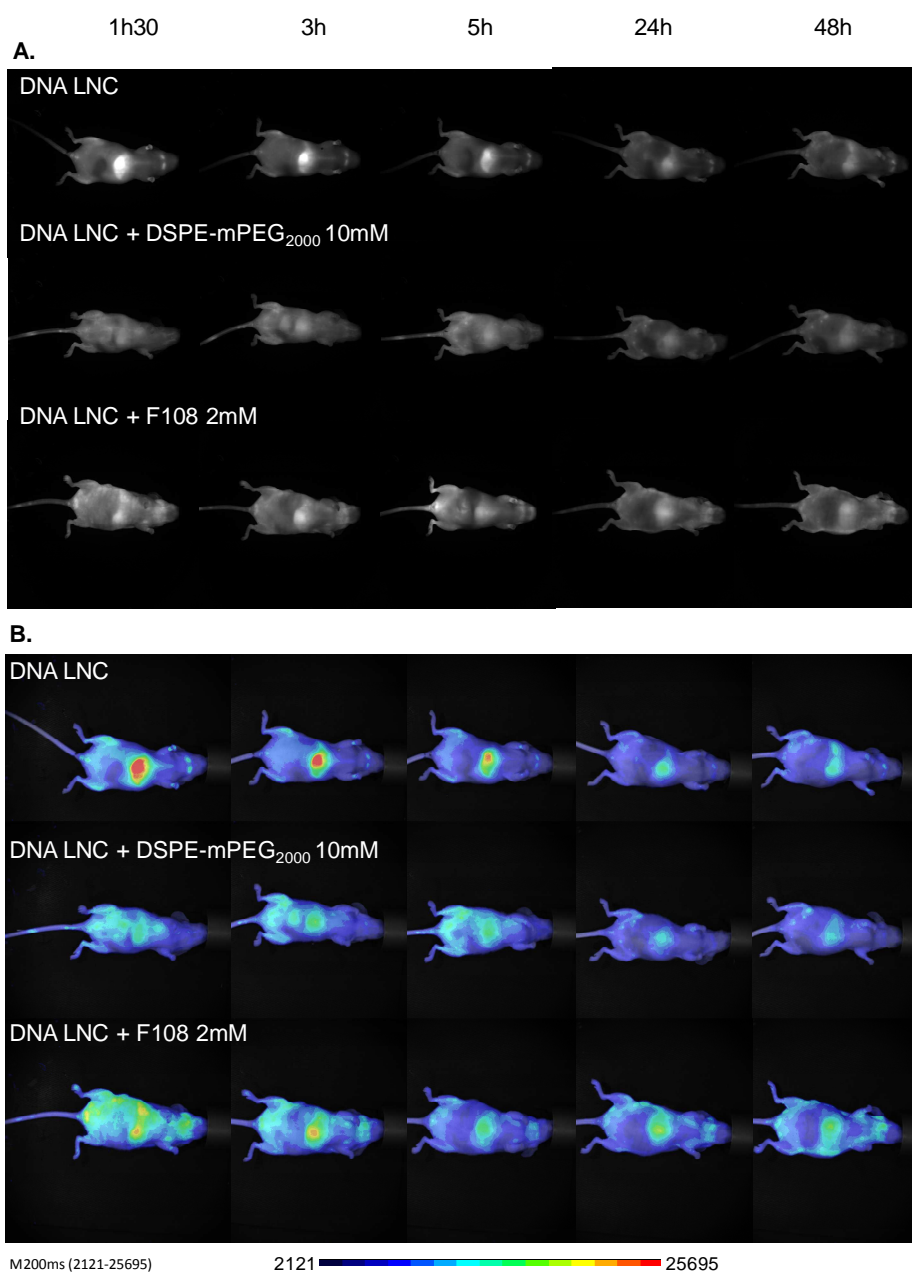 1h30 3h 5h 24h 48h
A.
DNA LNC
DNA LNC + DSPE-mPEG2000 10mM
DNA LNC + F108 2mM
B.
DNA LNC
DNA LNC + DSPE-mPEG2000 10mM
DNA LNC + F108 2mM
M200ms (2121-25695) 2121 25695